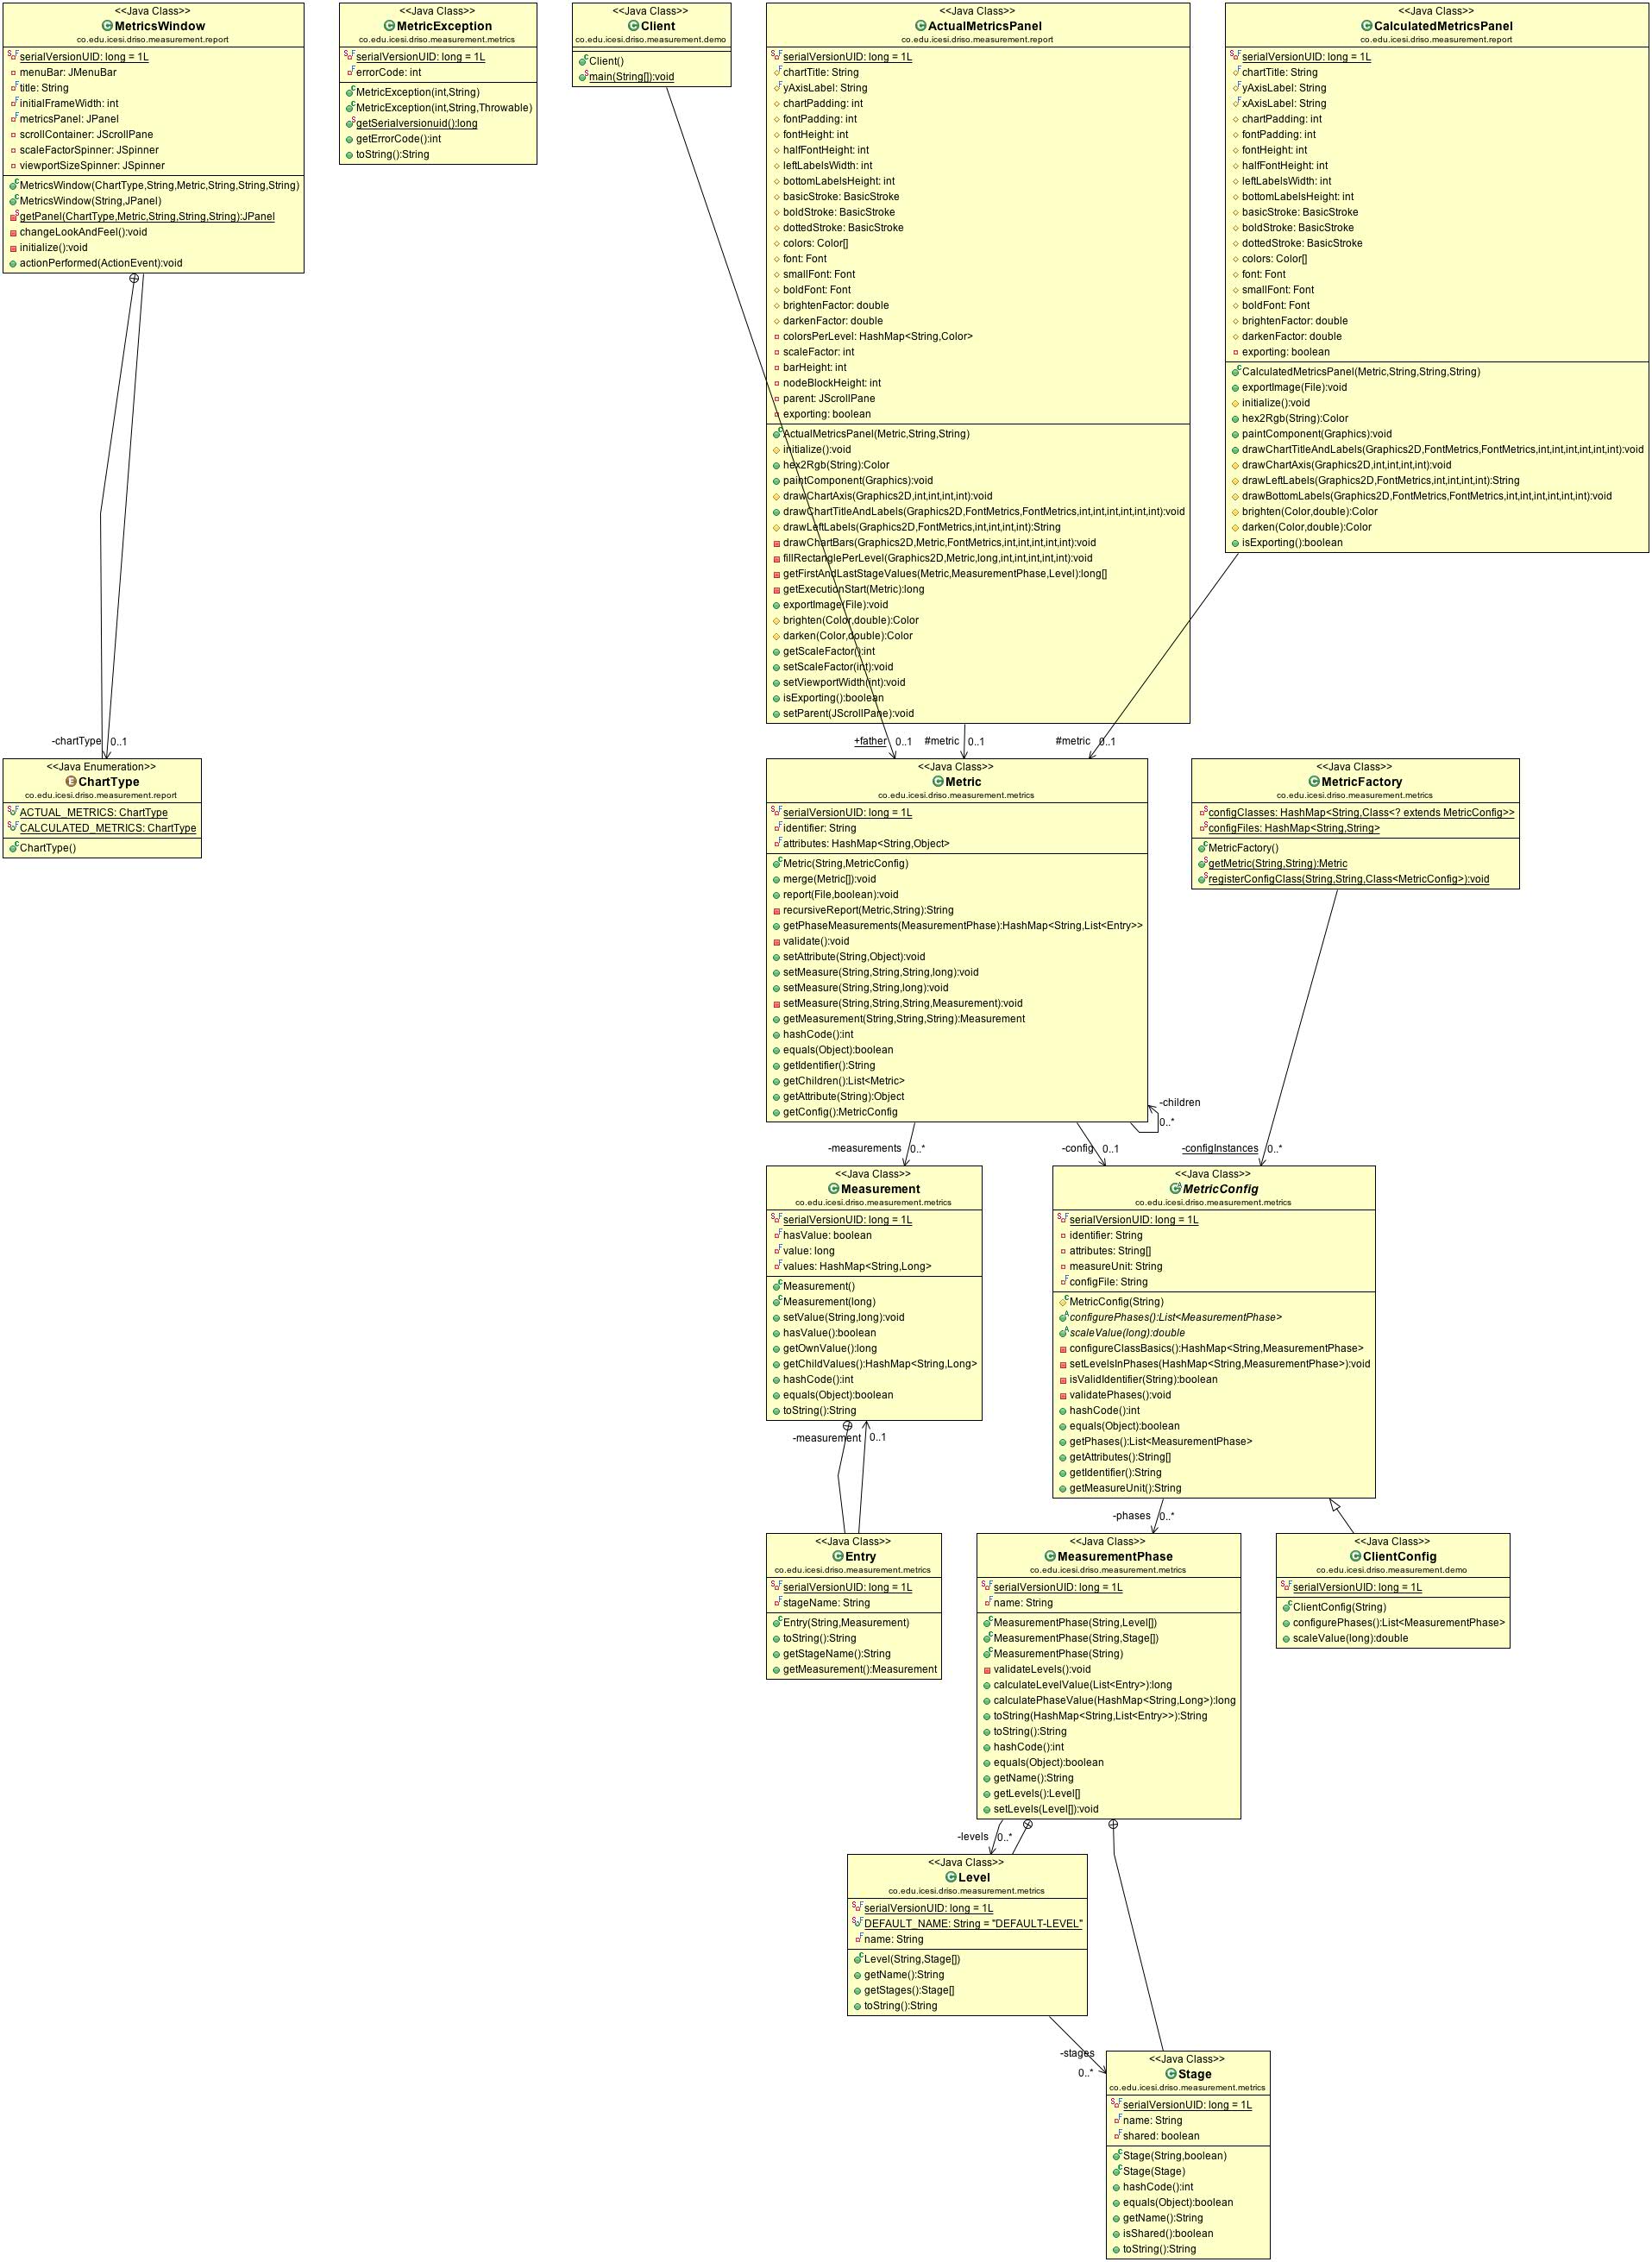 <<Java Class>>
MetricsWindow
co.edu.icesi.driso.measurement.report
serialVersionUID: long = 1L
menuBar: JMenuBar
title: String
initialFrameWidth: int
metricsPanel: JPanel
scrollContainer: JScrollPane
scaleFactorSpinner: JSpinner
viewportSizeSpinner: JSpinner
MetricsWindow(ChartType,String,Metric,String,String,String)
MetricsWindow(String,JPanel)
getPanel(ChartType,Metric,String,String,String):JPanel
changeLookAndFeel():void
initialize():void
actionPerformed(ActionEvent):void
<<Java Class>>
MetricException
co.edu.icesi.driso.measurement.metrics
serialVersionUID: long = 1L
errorCode: int
MetricException(int,String)
MetricException(int,String,Throwable)
getSerialversionuid():long
getErrorCode():int
toString():String
<<Java Class>>
Client
co.edu.icesi.driso.measurement.demo
Client()
main(String[]):void
<<Java Class>>
ActualMetricsPanel
co.edu.icesi.driso.measurement.report
serialVersionUID: long = 1L
chartTitle: String
yAxisLabel: String
chartPadding: int
fontPadding: int
fontHeight: int
halfFontHeight: int
leftLabelsWidth: int
bottomLabelsHeight: int
basicStroke: BasicStroke
boldStroke: BasicStroke
dottedStroke: BasicStroke
colors: Color[]
font: Font
smallFont: Font
boldFont: Font
brightenFactor: double
darkenFactor: double
colorsPerLevel: HashMap<String,Color>
scaleFactor: int
barHeight: int
nodeBlockHeight: int
parent: JScrollPane
exporting: boolean
ActualMetricsPanel(Metric,String,String)
initialize():void
hex2Rgb(String):Color
paintComponent(Graphics):void
drawChartAxis(Graphics2D,int,int,int,int):void
drawChartTitleAndLabels(Graphics2D,FontMetrics,FontMetrics,int,int,int,int,int,int):void
drawLeftLabels(Graphics2D,FontMetrics,int,int,int,int):String
drawChartBars(Graphics2D,Metric,FontMetrics,int,int,int,int,int):void
fillRectanglePerLevel(Graphics2D,Metric,long,int,int,int,int,int):void
getFirstAndLastStageValues(Metric,MeasurementPhase,Level):long[]
getExecutionStart(Metric):long
exportImage(File):void
brighten(Color,double):Color
darken(Color,double):Color
getScaleFactor():int
setScaleFactor(int):void
setViewportWidth(int):void
isExporting():boolean
setParent(JScrollPane):void
<<Java Class>>
CalculatedMetricsPanel
co.edu.icesi.driso.measurement.report
serialVersionUID: long = 1L
chartTitle: String
yAxisLabel: String
xAxisLabel: String
chartPadding: int
fontPadding: int
fontHeight: int
halfFontHeight: int
leftLabelsWidth: int
bottomLabelsHeight: int
basicStroke: BasicStroke
boldStroke: BasicStroke
dottedStroke: BasicStroke
colors: Color[]
font: Font
smallFont: Font
boldFont: Font
brightenFactor: double
darkenFactor: double
exporting: boolean
CalculatedMetricsPanel(Metric,String,String,String)
exportImage(File):void
initialize():void
hex2Rgb(String):Color
paintComponent(Graphics):void
drawChartTitleAndLabels(Graphics2D,FontMetrics,FontMetrics,int,int,int,int,int,int):void
drawChartAxis(Graphics2D,int,int,int,int):void
drawLeftLabels(Graphics2D,FontMetrics,int,int,int,int):String
drawBottomLabels(Graphics2D,FontMetrics,FontMetrics,int,int,int,int,int,int):void
brighten(Color,double):Color
darken(Color,double):Color
isExporting():boolean
-chartType 0..1
+father 0..1
#metric 0..1
#metric 0..1
<<Java Enumeration>>
ChartType
co.edu.icesi.driso.measurement.report
ACTUAL_METRICS: ChartType
CALCULATED_METRICS: ChartType
ChartType()
<<Java Class>>
Metric
co.edu.icesi.driso.measurement.metrics
serialVersionUID: long = 1L
identifier: String
attributes: HashMap<String,Object>
Metric(String,MetricConfig)
merge(Metric[]):void
report(File,boolean):void
recursiveReport(Metric,String):String
getPhaseMeasurements(MeasurementPhase):HashMap<String,List<Entry>>
validate():void
setAttribute(String,Object):void
setMeasure(String,String,String,long):void
setMeasure(String,String,long):void
setMeasure(String,String,String,Measurement):void
getMeasurement(String,String,String):Measurement
hashCode():int
equals(Object):boolean
getIdentifier():String
getChildren():List<Metric>
getAttribute(String):Object
getConfig():MetricConfig
<<Java Class>>
MetricFactory
co.edu.icesi.driso.measurement.metrics
configClasses: HashMap<String,Class<? extends MetricConfig>>
configFiles: HashMap<String,String>
MetricFactory()
getMetric(String,String):Metric
registerConfigClass(String,String,Class<MetricConfig>):void
-children
0..*
-measurements 0..*
-config 0..1
-configInstances 0..*
<<Java Class>>
Measurement
co.edu.icesi.driso.measurement.metrics
serialVersionUID: long = 1L
hasValue: boolean
value: long
values: HashMap<String,Long>
Measurement()
Measurement(long)
setValue(String,long):void
hasValue():boolean
getOwnValue():long
getChildValues():HashMap<String,Long>
hashCode():int
equals(Object):boolean
toString():String
<<Java Class>>
MetricConfig
co.edu.icesi.driso.measurement.metrics
serialVersionUID: long = 1L
identifier: String
attributes: String[]
measureUnit: String
configFile: String
MetricConfig(String)
configurePhases():List<MeasurementPhase>
scaleValue(long):double
configureClassBasics():HashMap<String,MeasurementPhase>
setLevelsInPhases(HashMap<String,MeasurementPhase>):void
isValidIdentifier(String):boolean
validatePhases():void
hashCode():int
equals(Object):boolean
getPhases():List<MeasurementPhase>
getAttributes():String[]
getIdentifier():String
getMeasureUnit():String
-measurement 0..1
-phases 0..*
<<Java Class>>
Entry
co.edu.icesi.driso.measurement.metrics
serialVersionUID: long = 1L
stageName: String
Entry(String,Measurement)
toString():String
getStageName():String
getMeasurement():Measurement
<<Java Class>>
MeasurementPhase
co.edu.icesi.driso.measurement.metrics
serialVersionUID: long = 1L
name: String
MeasurementPhase(String,Level[])
MeasurementPhase(String,Stage[])
MeasurementPhase(String)
validateLevels():void
calculateLevelValue(List<Entry>):long
calculatePhaseValue(HashMap<String,Long>):long
toString(HashMap<String,List<Entry>>):String
toString():String
hashCode():int
equals(Object):boolean
getName():String
getLevels():Level[]
setLevels(Level[]):void
<<Java Class>>
ClientConfig
co.edu.icesi.driso.measurement.demo
serialVersionUID: long = 1L
ClientConfig(String)
configurePhases():List<MeasurementPhase>
scaleValue(long):double
-levels 0..*
<<Java Class>>
Level
co.edu.icesi.driso.measurement.metrics
serialVersionUID: long = 1L
DEFAULT_NAME: String = "DEFAULT-LEVEL"
name: String
Level(String,Stage[])
getName():String
getStages():Stage[]
toString():String
-stages
0..*
<<Java Class>>
Stage
co.edu.icesi.driso.measurement.metrics
serialVersionUID: long = 1L
name: String
shared: boolean
Stage(String,boolean)
Stage(Stage)
hashCode():int
equals(Object):boolean
getName():String
isShared():boolean
toString():String